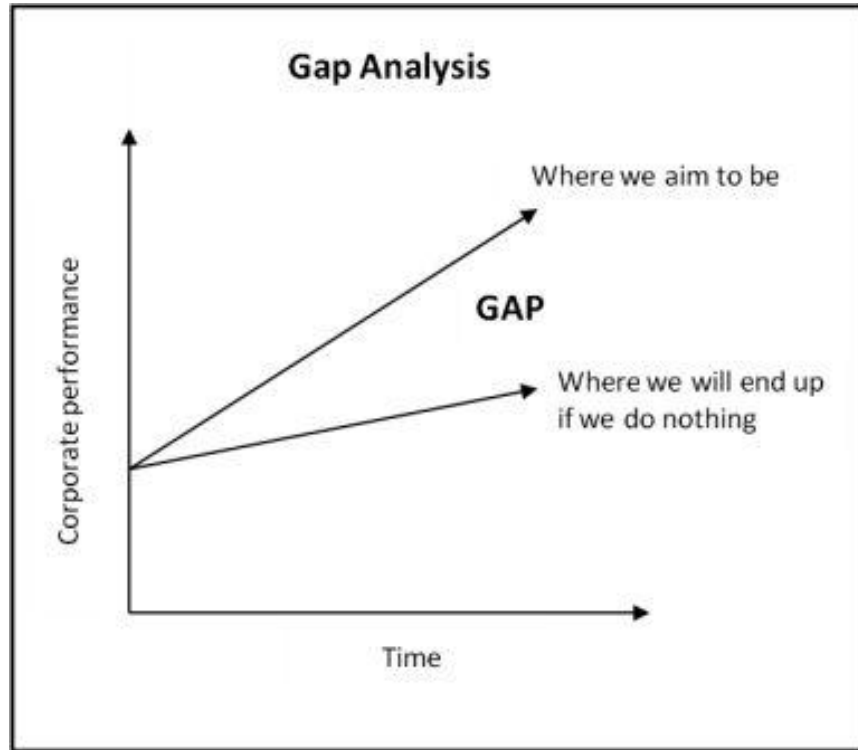 Gap Analysis
Where we aim to be
GAP
Where we will end up
if we do nothing
Corporate performance
Time